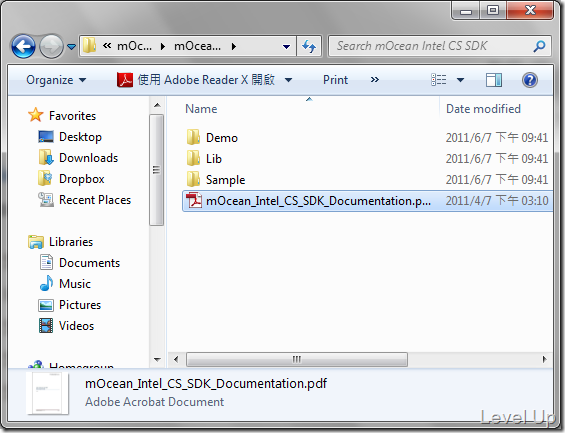 « mOc... mOcea... Search mOcean Intel CS SDK
Organize 使用 Adobe Reader X 開啟 Print »
Favorites
Desktop
Downloads
Dropbox
Recent Places
Libraries
Documents
Music
Pictures
Videos
Homegroup
Name Date modified
Demo 2011/6/7 下午 09:41
Lib 2011/6/7 下午 09:41
Sample 2011/6/7 下午 09:41
mOcean_Intel_CS_SDK_Documentation.p... 2011/4/7 下午 03:10
mOcean_Intel_CS_SDK_Documentation.pdf
Adobe Acrobat Document
Level Up